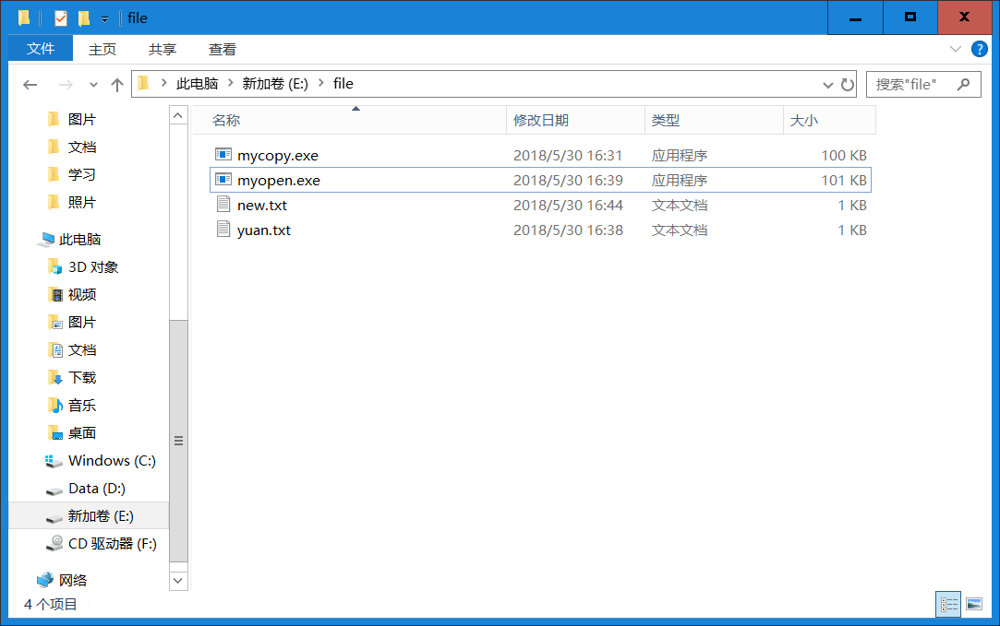 file
文件 主页 共享 查看
此电脑 新加卷 (E:) file 搜索"file"
图片
文档
学习
照片
此电脑
3D 对象
视频
图片
文档
下载
音乐
桌面
Windows (C:)
Data (D:)
新加卷 (E:)
CD 驱动器 (F:)
网络
名称 修改日期 类型 大小
mycopy.exe 2018/5/30 16:31 应用程序 100 KB
myopen.exe 2018/5/30 16:39 应用程序 101 KB
new.txt 2018/5/30 16:44 文本文档 1 KB
yuan.txt 2018/5/30 16:38 文本文档 1 KB
4 个项目